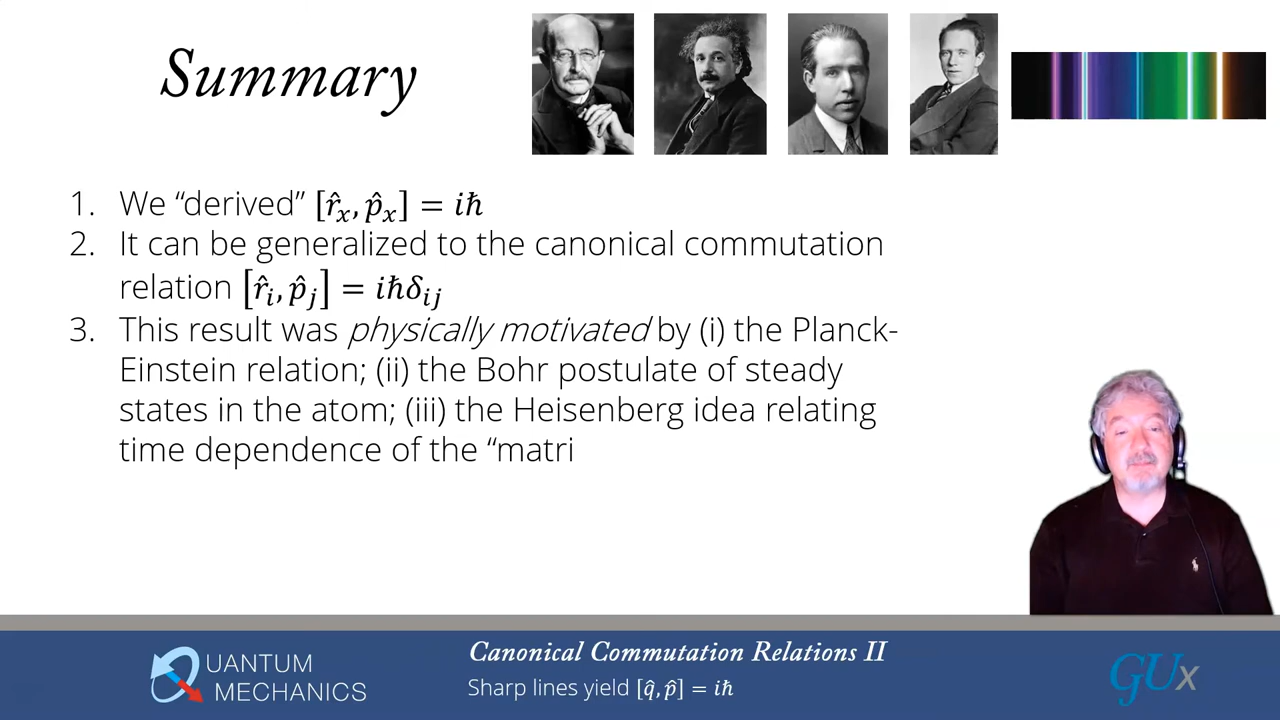 Summary
1. We “derived” [r̂ₓ, p̂ₓ] = iħ
2. It can be generalized to the canonical commutation
relation [r̂ᵢ, p̂ⱼ] = iħδᵢⱼ
3. This result was physically motivated by (i) the Planck-
Einstein relation; (ii) the Bohr postulate of steady
states in the atom; (iii) the Heisenberg idea relating
time dependence of the “matri
QUANTUM
MECHANICS
Canonical Commutation Relations II
Sharp lines yield [q̂, p̂] = iħ
GUx